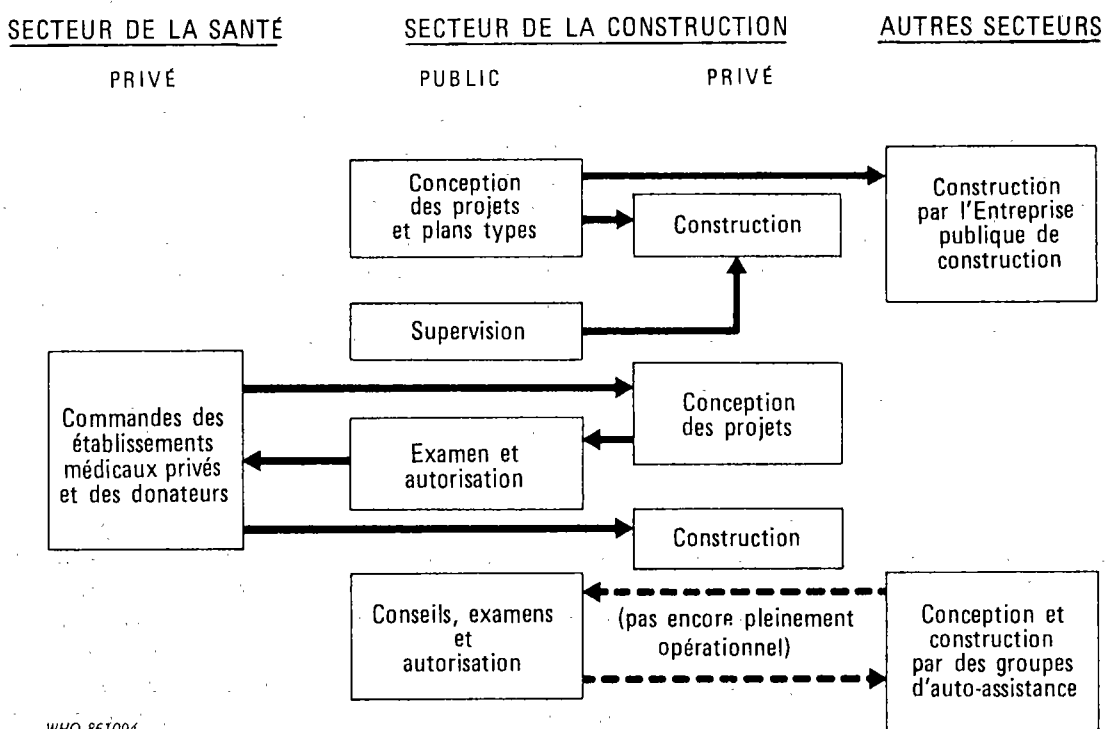 SECTEUR DE LA SANTÉ
SECTEUR DE LA CONSTRUCTION
AUTRES SECTEURS
PRIVÉ
PUBLIC
PRIVÉ
Conception
des projets
et plans types
Construction
Construction
par l'Entreprise
publique de
construction
Supervision
Commandes des
établissements
médicaux privés
et des donateurs
Conception
des projets
Examen et
autorisation
Construction
Conseils, examens
et
autorisation
(pas encore pleinement
opérationnel)
Conception et
construction
par des groupes
d'auto-assistance
WHO